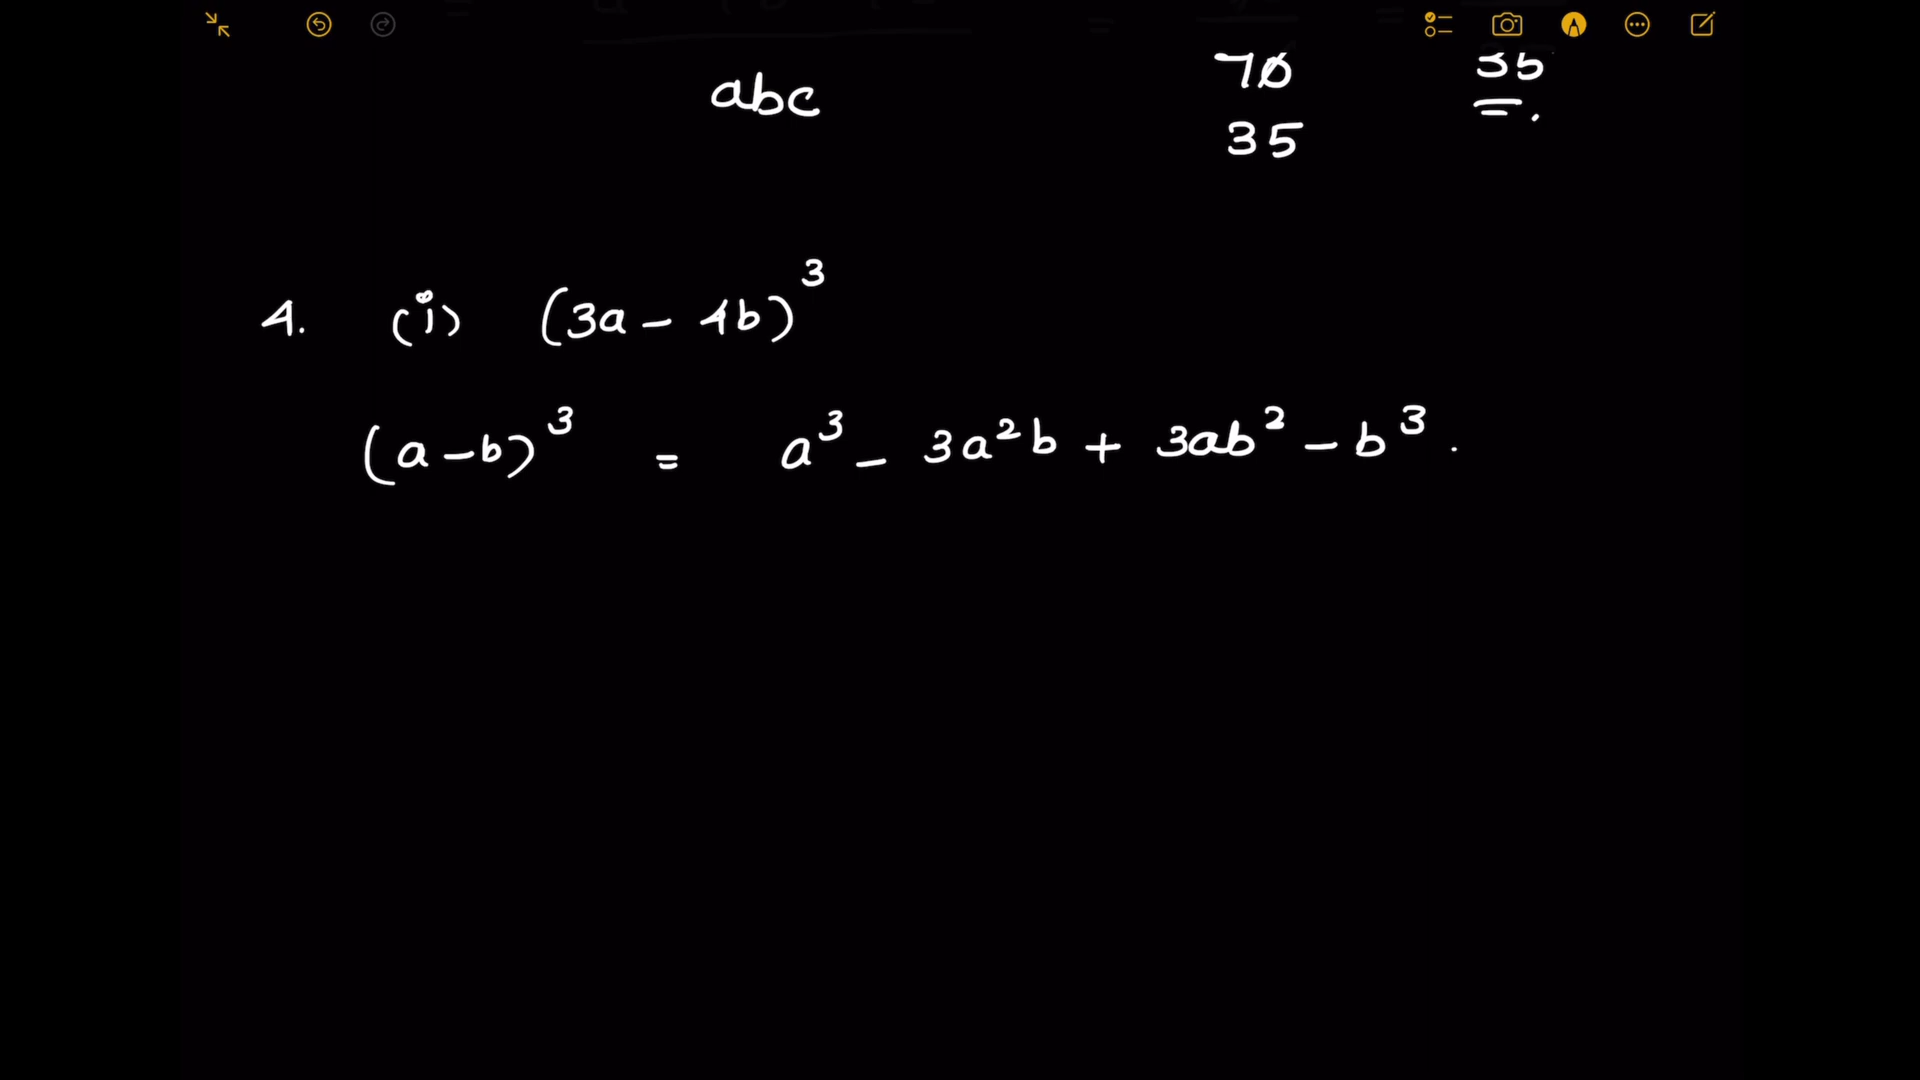 abc
70
35
35
4. (i) (3a - 4b)³
(a-b)³ = a³ - 3a²b + 3ab² - b³.